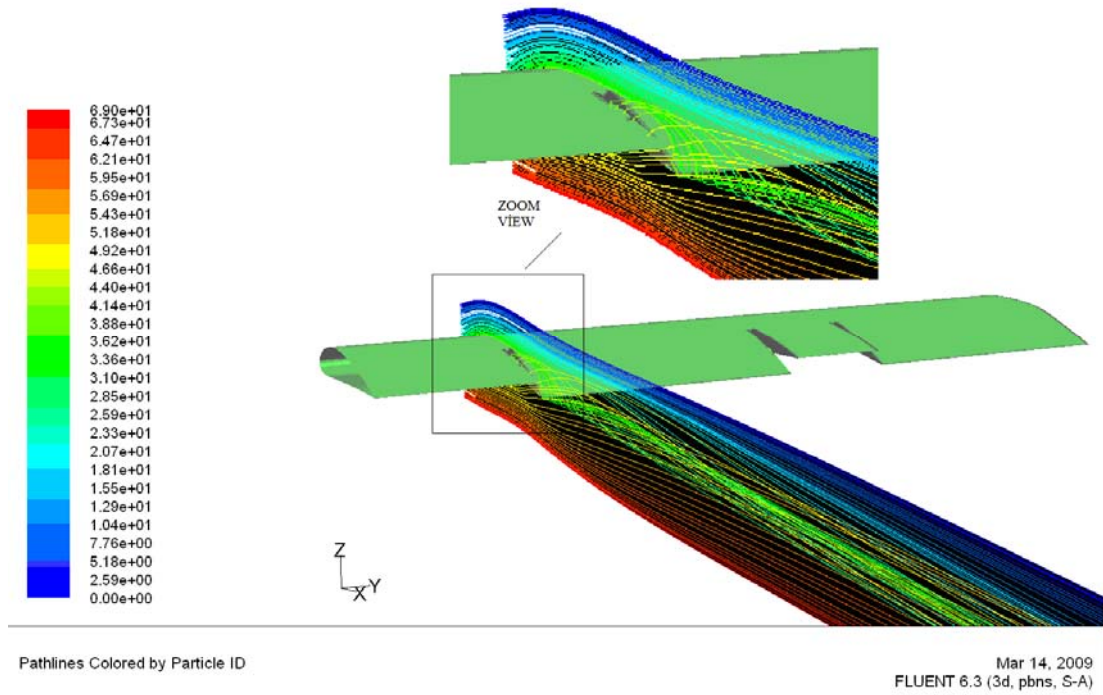 6.90e+01
6.73e+01
6.47e+01
6.21e+01
5.95e+01
5.69e+01
5.43e+01
5.18e+01
4.92e+01
4.66e+01
4.40e+01
4.14e+01
3.88e+01
3.62e+01
3.36e+01
3.10e+01
2.85e+01
2.59e+01
2.33e+01
2.07e+01
1.81e+01
1.55e+01
1.29e+01
1.04e+01
7.76e+00
5.18e+00
2.59e+00
0.00e+00
ZOOM
VİEW
Z
Y
X
Pathlines Colored by Particle ID
Mar 14, 2009
FLUENT 6.3 (3d, pbns, S-A)